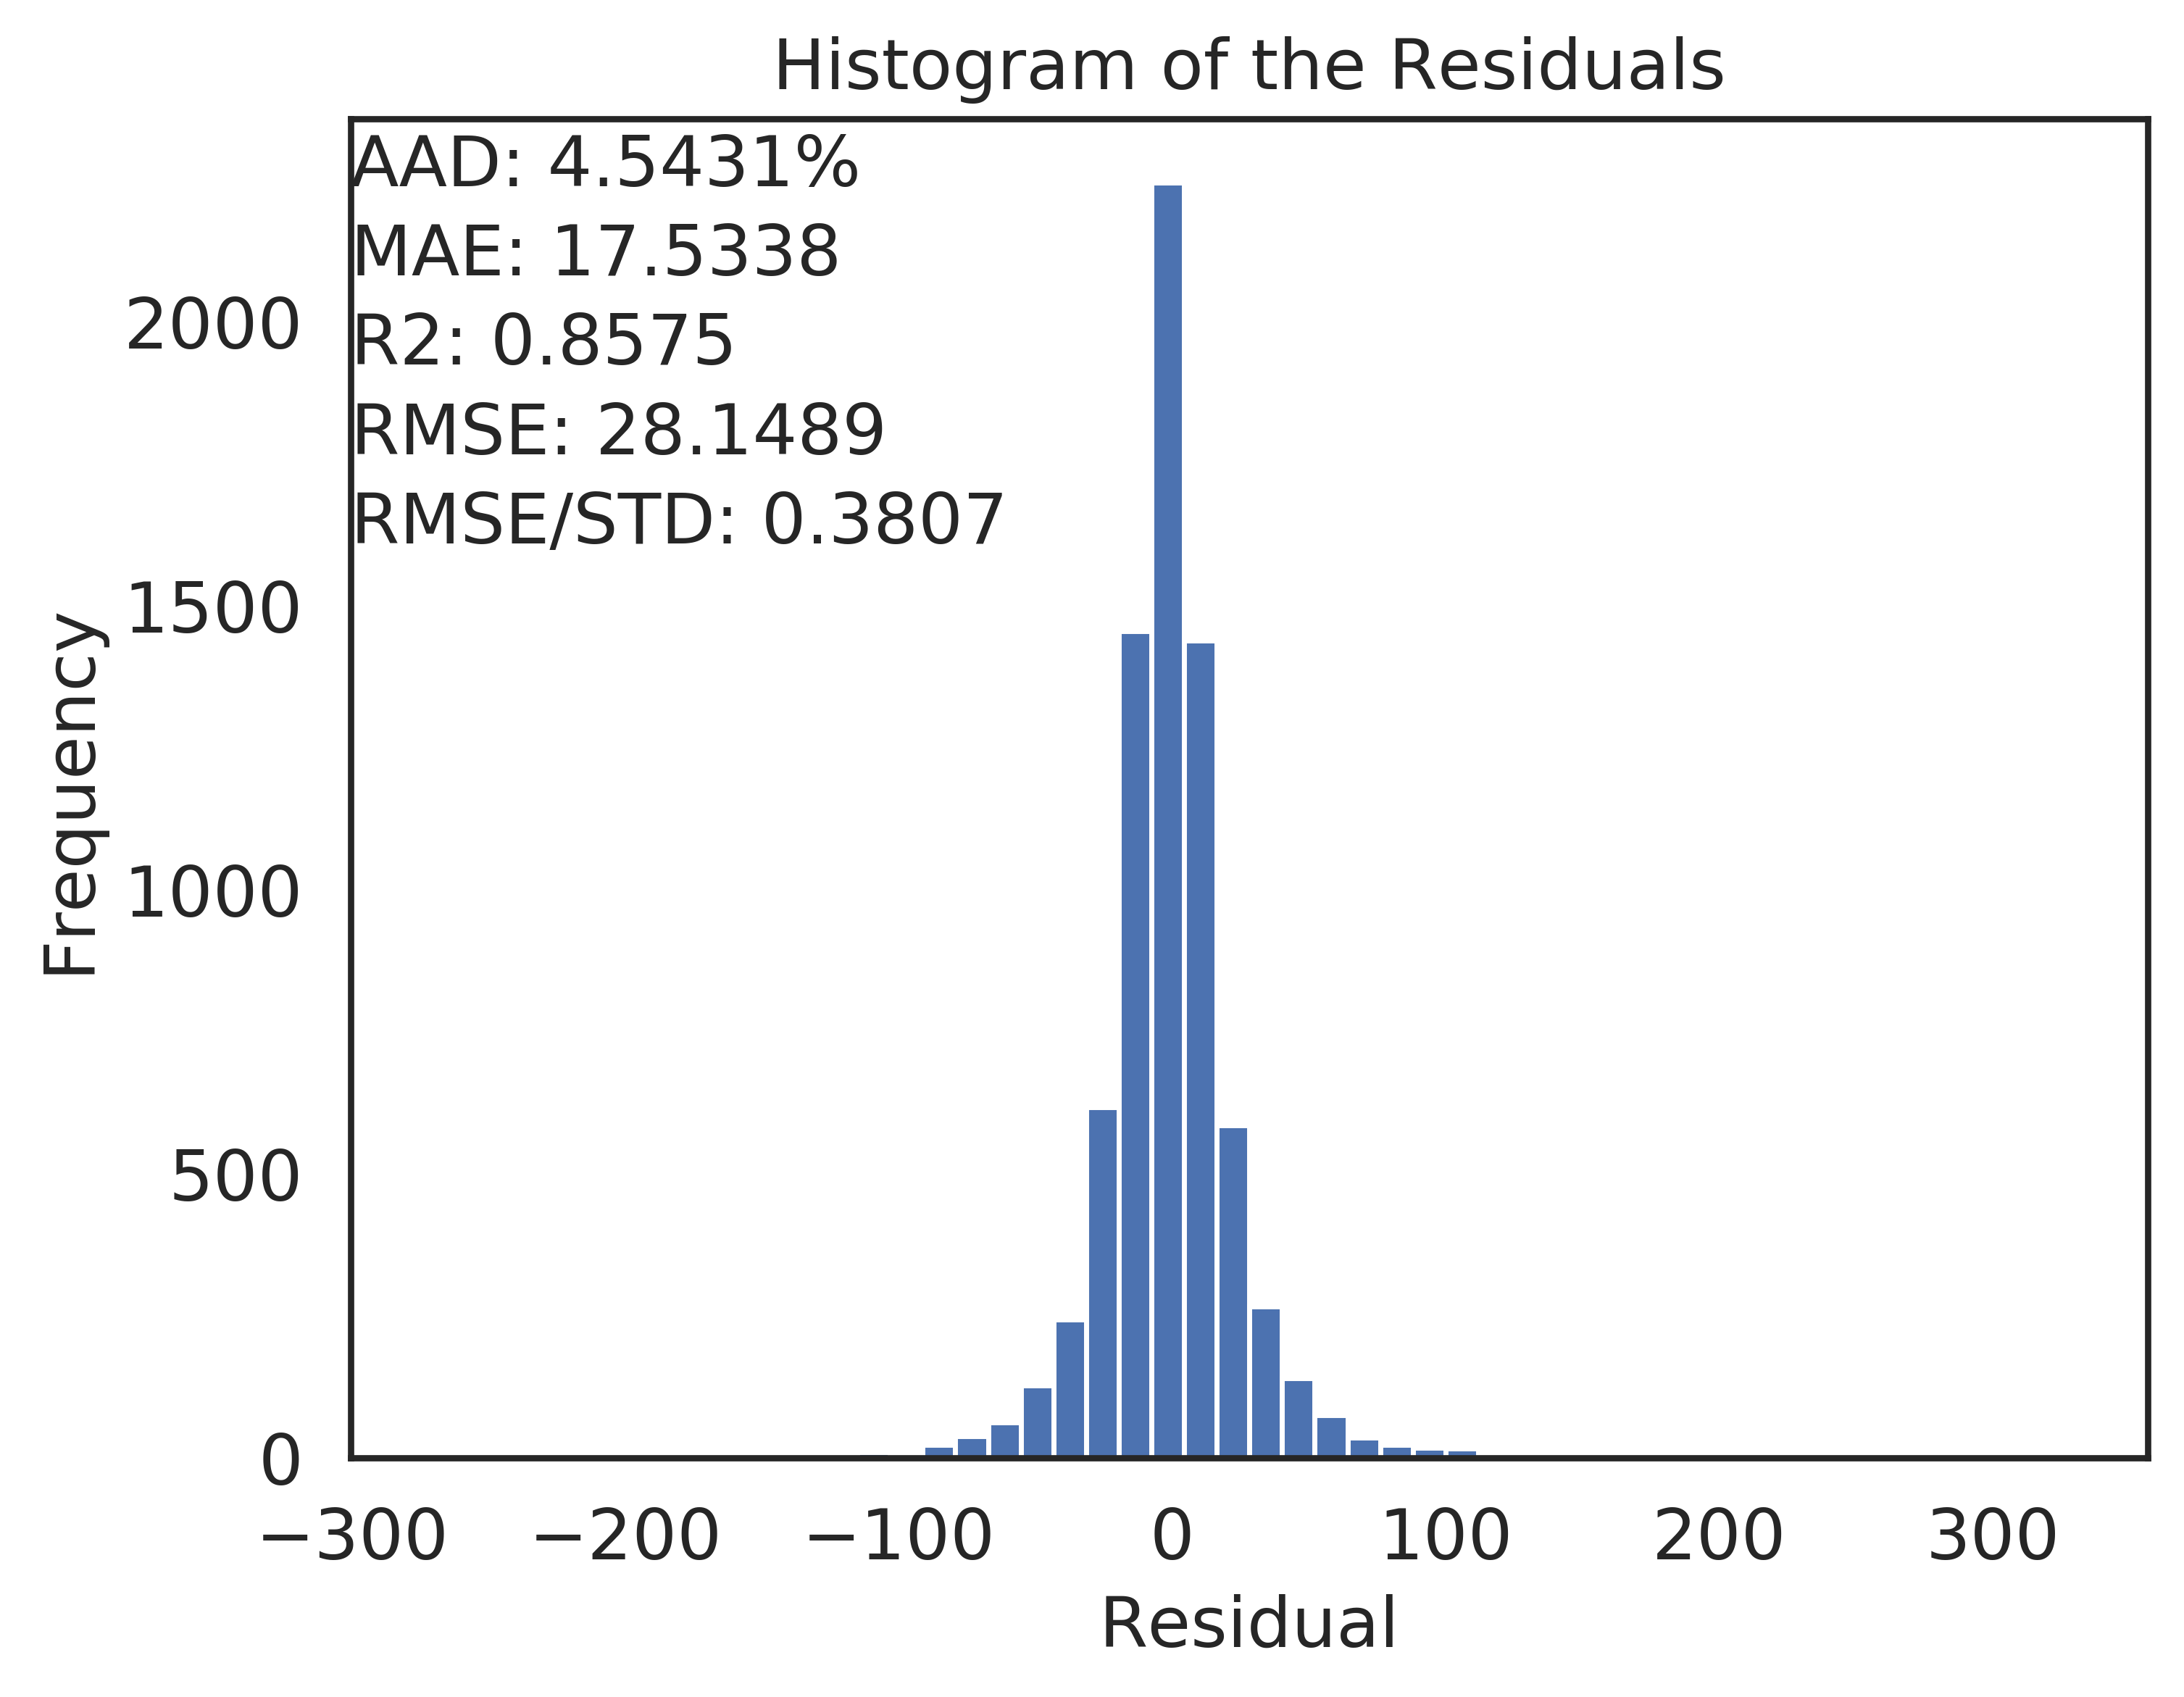 Histogram of the Residuals
AAD: 4.5431%
MAE: 17.5338
R2: 0.8575
RMSE: 28.1489
RMSE/STD: 0.3807
Frequency
2000
1500
1000
500
0
−300 −200 −100 0 100 200 300
Residual